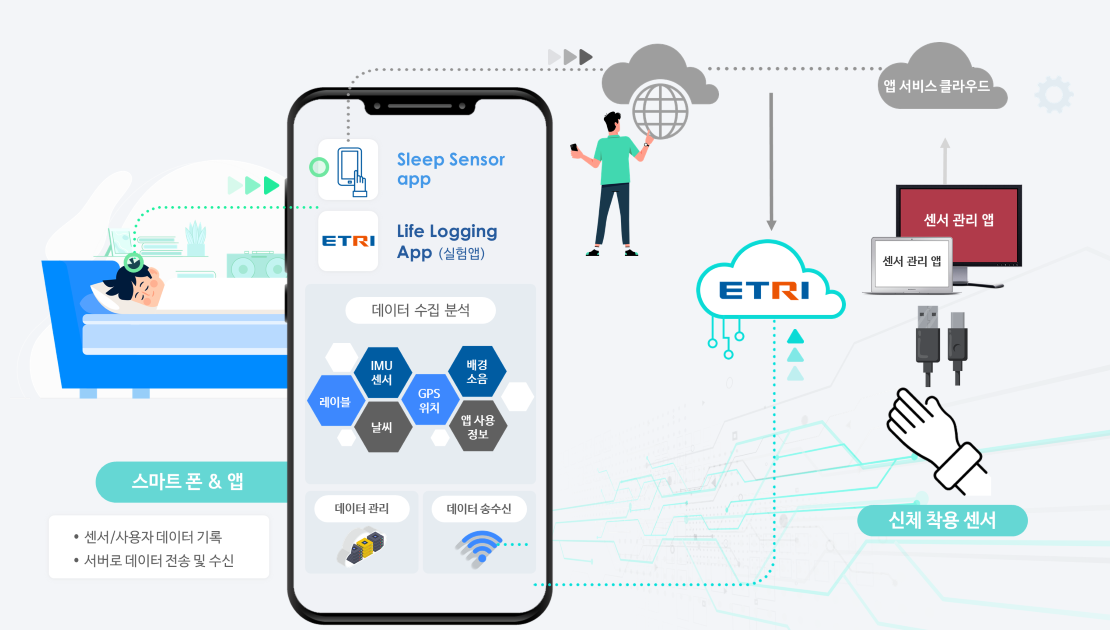 앱 서비스 클라우드
Sleep Sensor
app
ETRI
Life Logging
App (실험앱)
데이터 수집 분석
IMU
센서
배경
소음
레이블
GPS
위치
날씨
앱 사용
정보
데이터 관리
데이터 송수신
스마트 폰 & 앱
• 센서/사용자 데이터 기록
• 서버로 데이터 전송 및 수신
ETRI
센서 관리 앱
센서 관리 앱
신체 착용 센서